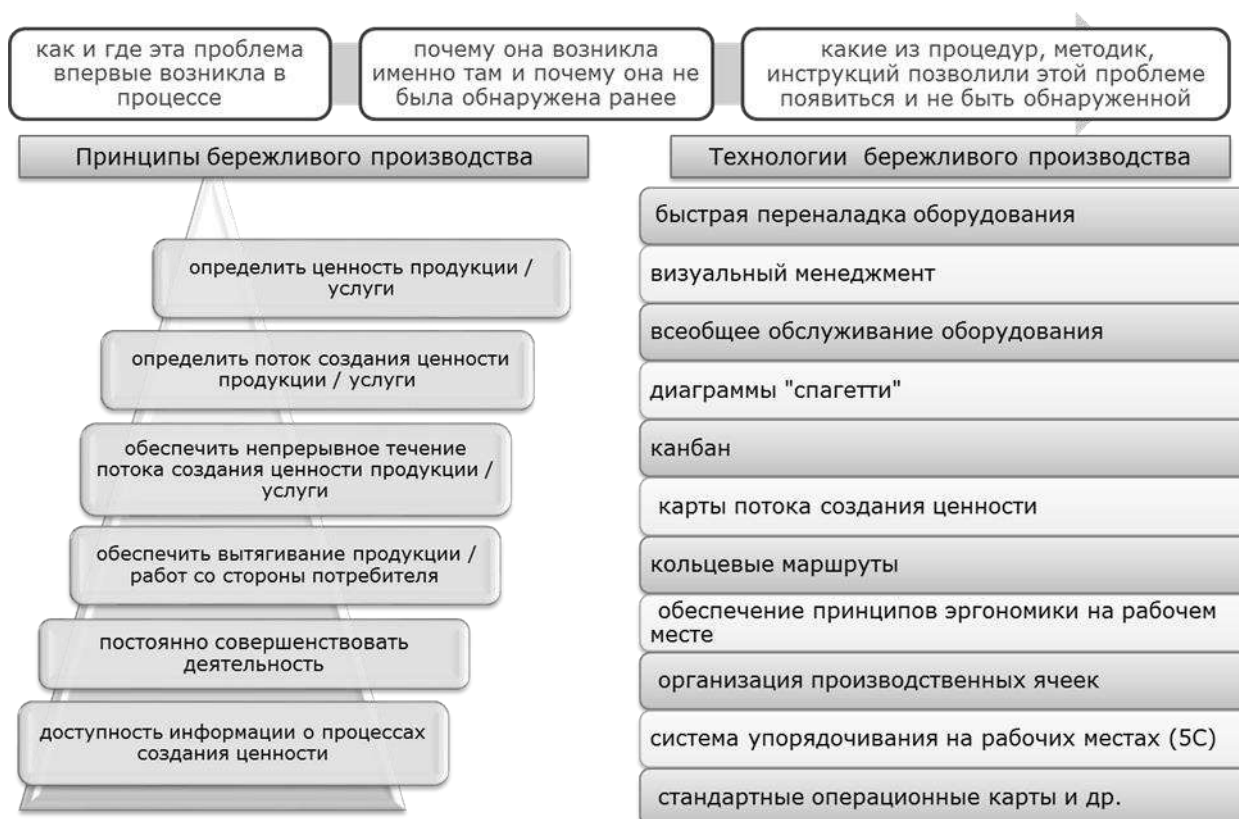 как и где эта проблема
впервые возникла в
процессе
почему она возникла
именно там и почему она не
была обнаружена ранее
какие из процедур, методик,
инструкций позволили этой проблеме
появиться и не быть обнаруженной
Принципы бережливого производства
определить ценность продукции /
услуги
определить поток создания ценности
продукции / услуги
обеспечить непрерывное течение
потока создания ценности продукции /
услуги
обеспечить вытягивание продукции /
работ со стороны потребителя
постоянно совершенствовать
деятельность
доступность информации о процессах
создания ценности
Технологии бережливого производства
быстрая переналадка оборудования
визуальный менеджмент
всеобщее обслуживание оборудования
диаграммы "спагетти"
канбан
карты потока создания ценности
кольцевые маршруты
обеспечение принципов эргономики на рабочем
месте
организация производственных ячеек
система упорядочивания на рабочих местах (5С)
стандартные операционные карты и др.